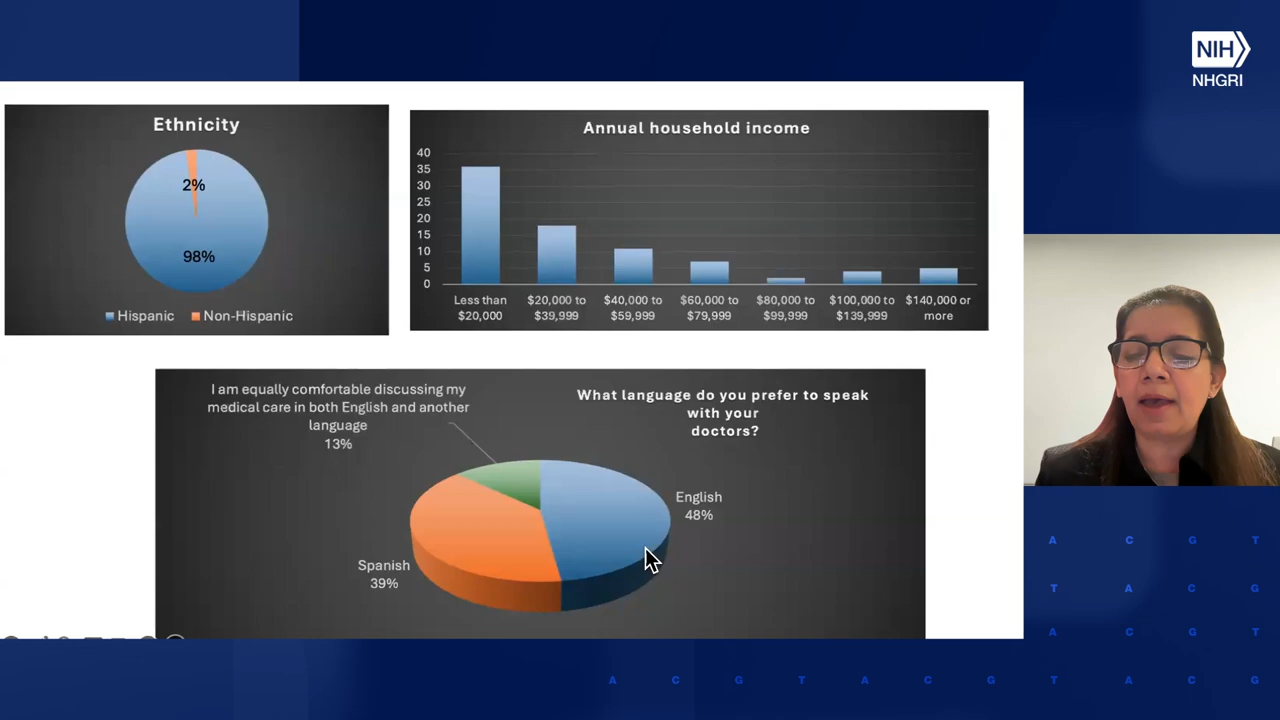 NIH
NHGRI
Ethnicity
2%
98%
Hispanic
Non-Hispanic
Annual household income
40
35
30
25
20
15
10
5
0
Less than
$20,000
$20,000 to
$39,999
$40,000 to
$59,999
$60,000 to
$79,999
$80,000 to
$99,999
$100,000 to
$139,999
$140,000 or
more
I am equally comfortable discussing my
medical care in both English and another
language
13%
What language do you prefer to speak
with your
doctors?
English
48%
Spanish
39%
A C G T
T A C G
A C G T
A C G T A C G T A C G